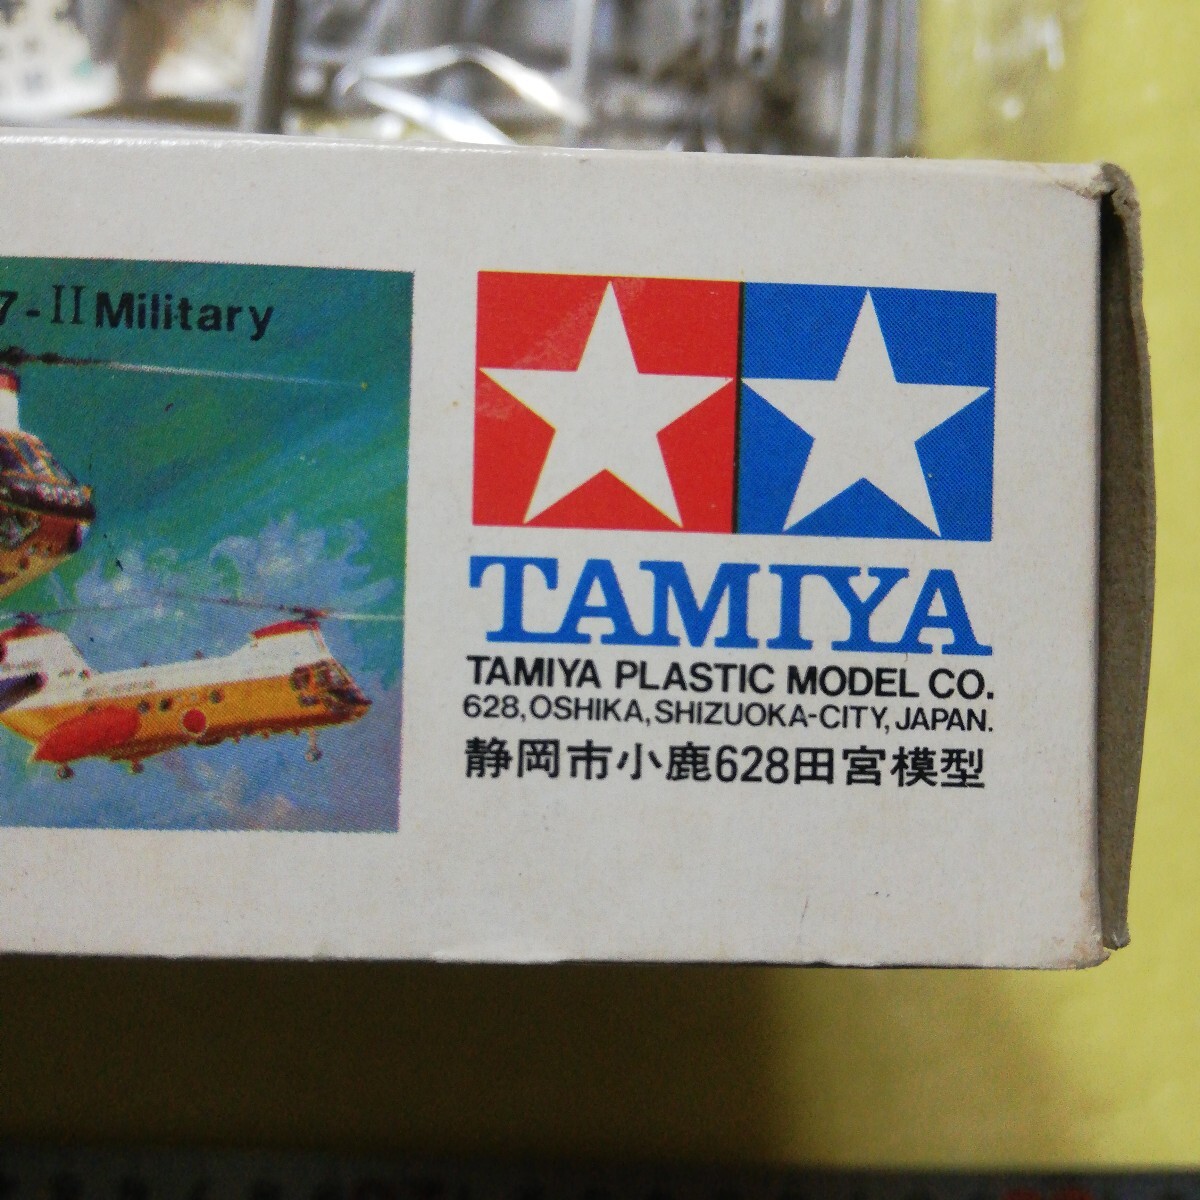 7-II Military
TAMIYA
TAMIYA PLASTIC MODEL CO.
628, OSHIKA, SHIZUOKA-CITY, JAPAN.
静岡市小鹿628田宮模型